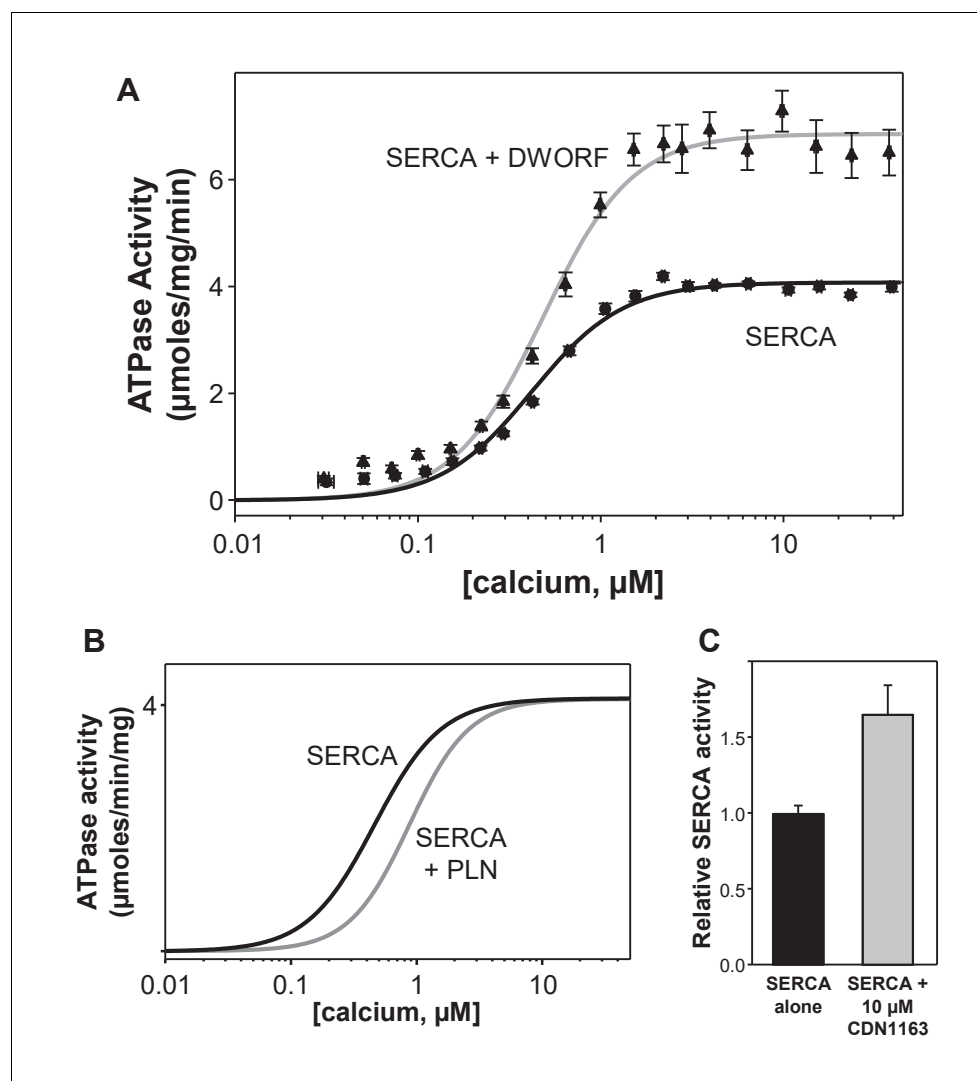 A
ATPase Activity
(µmoles/mg/min)
6
4
2
0
SERCA + DWORF
SERCA
0.01
0.1
1
10
[calcium, µM]
B
ATPase activity
(µmoles/min/mg)
4
SERCA
SERCA
+ PLN
0.01
0.1
1
10
[calcium, µM]
C
Relative SERCA activity
1.5
1.0
0.5
0.0
SERCA
alone
SERCA +
10 µM
CDN1163